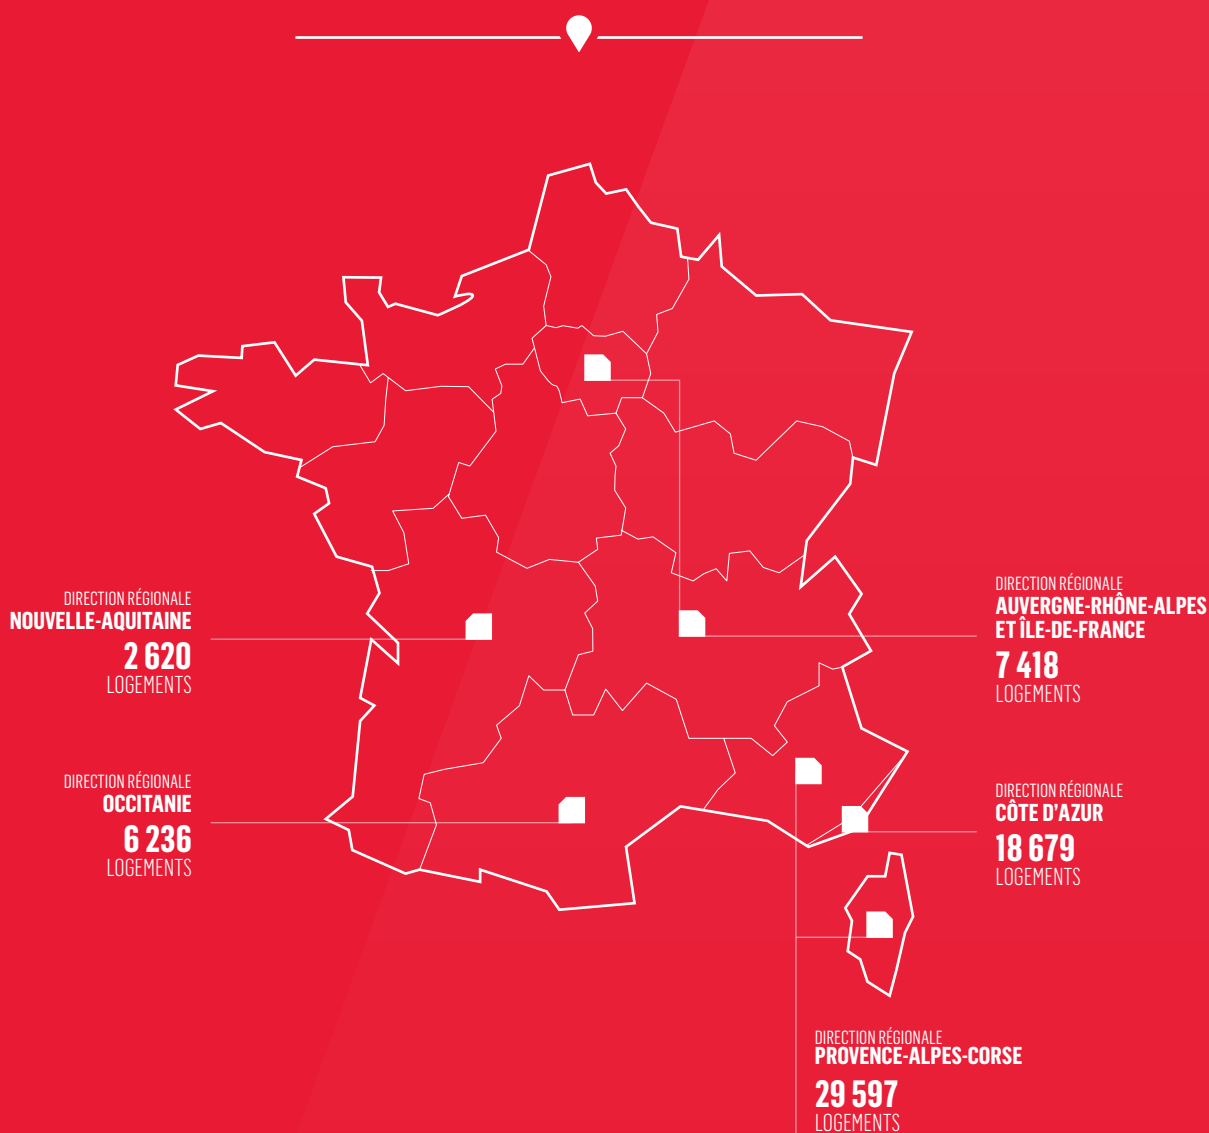 DIRECTION RÉGIONALE
NOUVELLE-AQUITAINE
2 620
LOGEMENTS
DIRECTION RÉGIONALE
OCCITANIE
6 236
LOGEMENTS
DIRECTION RÉGIONALE
AUVERGNE-RHÔNE-ALPES
ET ÎLE-DE-FRANCE
7 418
LOGEMENTS
DIRECTION RÉGIONALE
CÔTE D'AZUR
18 679
LOGEMENTS
DIRECTION RÉGIONALE
PROVENCE-ALPES-CORSE
29 597
LOGEMENTS